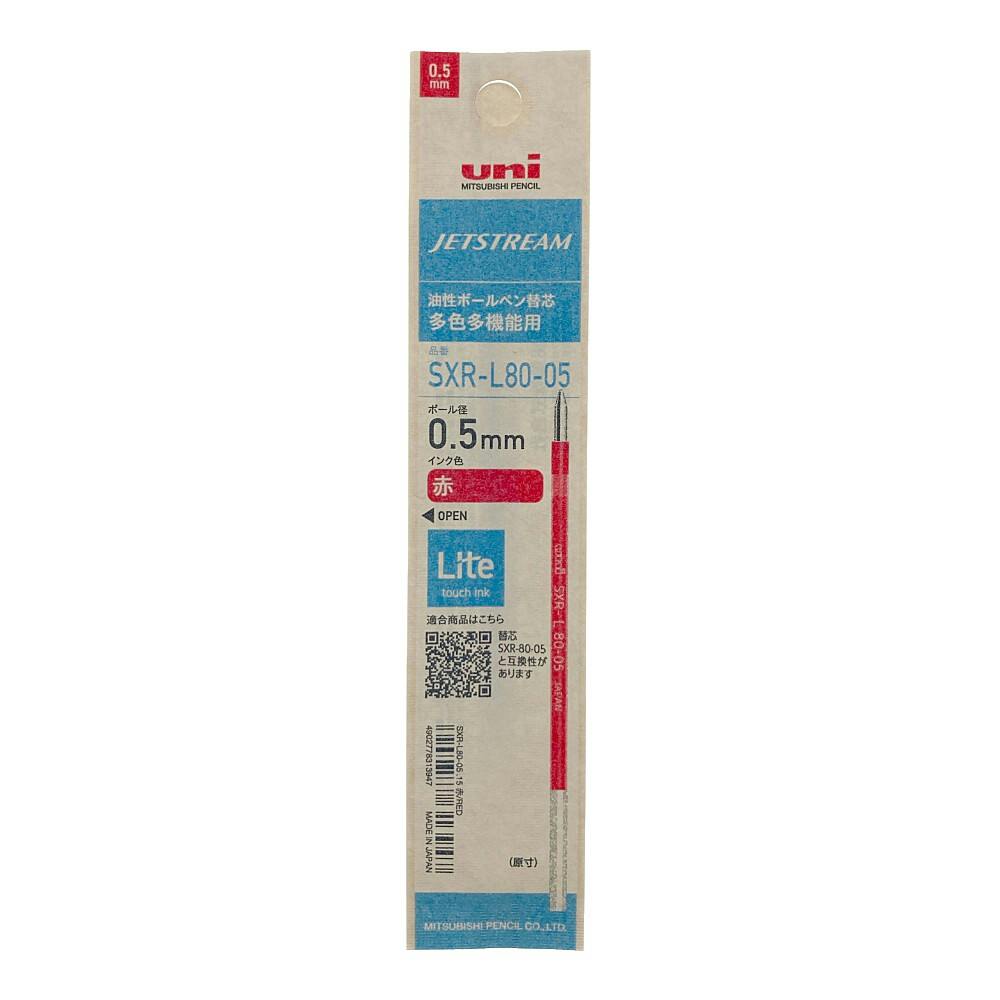 0.5
mm
uni
MITSUBISHI PENCIL
JETSTREAM
油性ボールペン替芯
多色多機能用
品番
SXR-L80-05
ボール径
0.5mm
インク色
赤
OPEN
Lite
touch ink
適合商品はこちら
替芯
SXR-80-05
と互換性が
あります
SXR-L80-05 JAPAN
SXR-L80-05.15 赤/RED
4902778313947
MADE IN JAPAN
(原寸)
MITSUBISHI PENCIL CO., LTD.